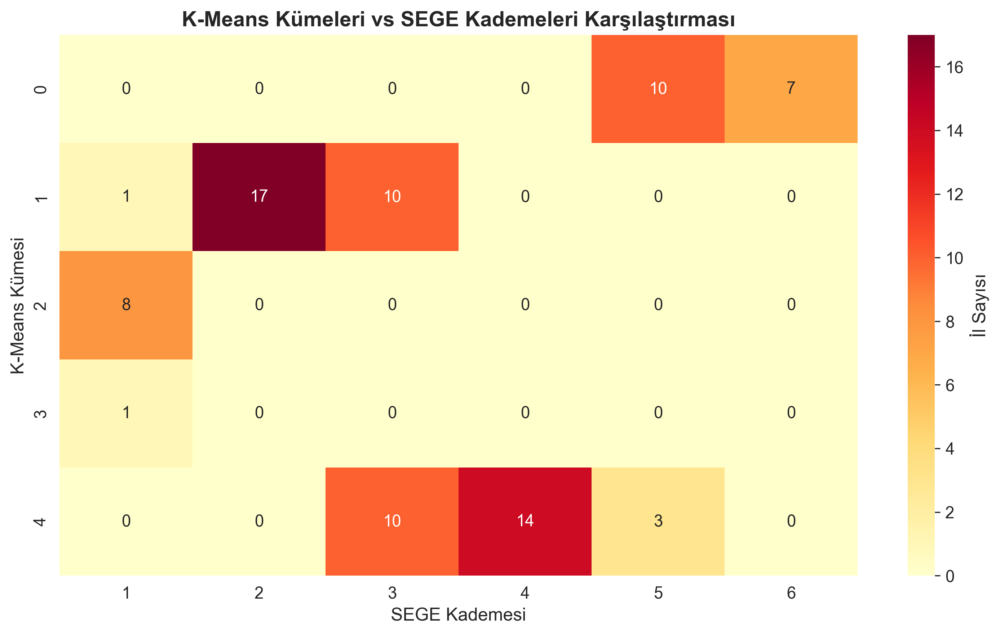 K-Means Kümeleri vs SEGE Kademeleri Karşılaştırması
K-Means Kümesi
0 0 0 0 0 10 7
1 1 17 10 0 0 0
2 8 0 0 0 0 0
3 1 0 0 0 0 0
4 0 0 10 14 3 0
1 2 3 4 5 6
SEGE Kademesi
16
14
12
10
8
6
4
2
0
İl Sayısı